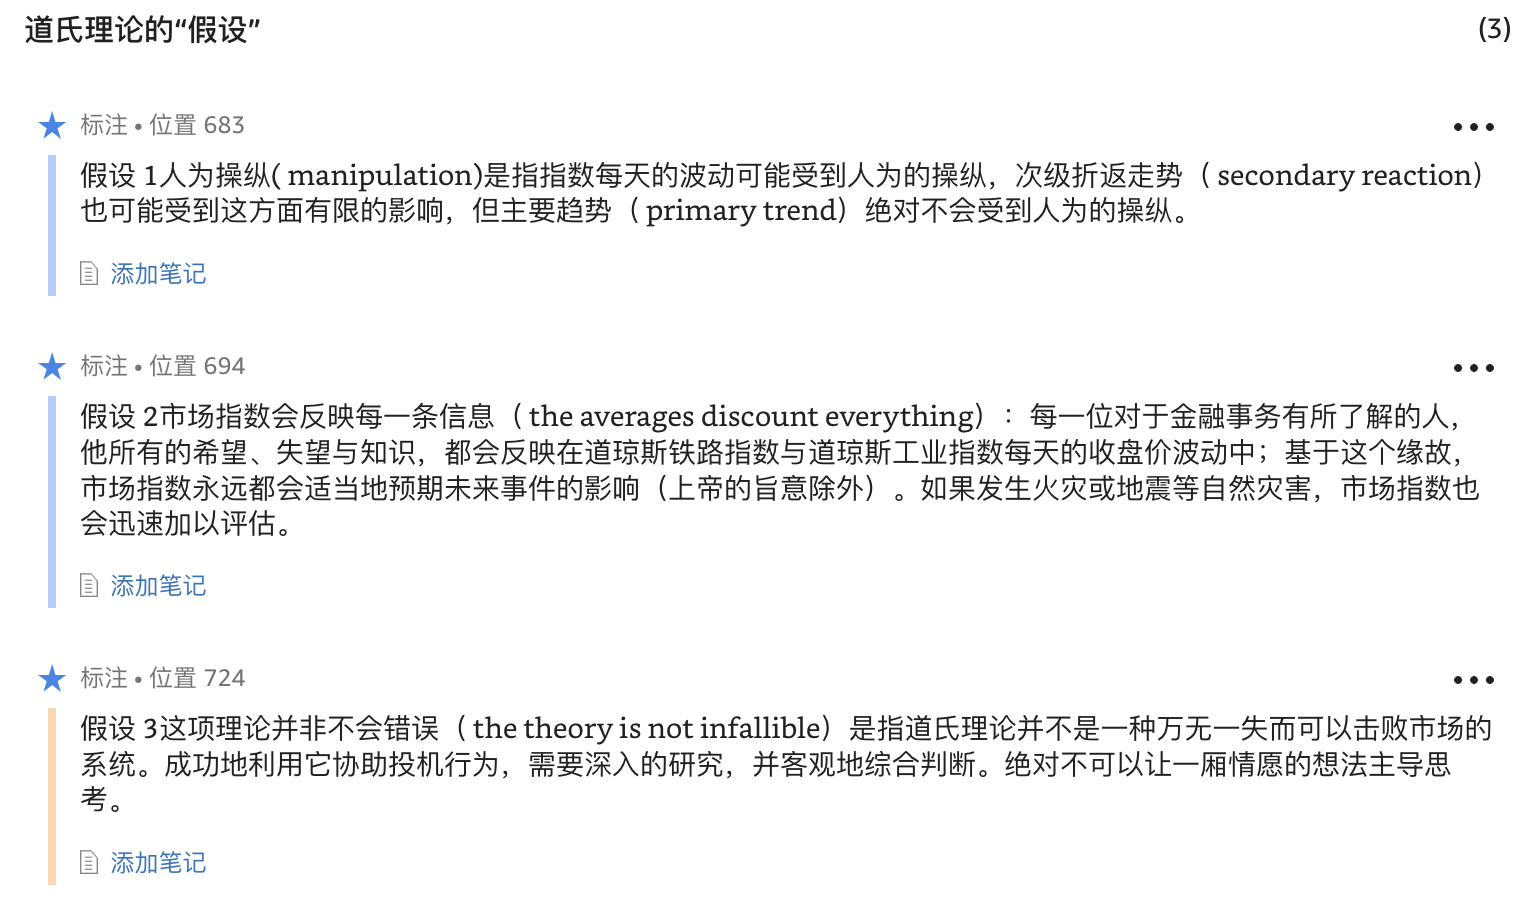 道氏理论的“假设”
(3)
标注 • 位置 683
假设 1人为操纵( manipulation)是指指数每天的波动可能受到人为的操纵，次级折返走势（ secondary reaction)
也可能受到这方面有限的影响，但主要趋势（ primary trend）绝对不会受到人为的操纵。
添加笔记
标注 • 位置 694
假设 2市场指数会反映每一条信息（ the averages discount everything）：每一位对于金融事务有所了解的人，
他所有的希望、失望与知识，都会反映在道琼斯铁路指数与道琼斯工业指数每天的收盘价波动中；基于这个缘故，
市场指数永远都会适当地预期未来事件的影响（上帝的旨意除外）。如果发生火灾或地震等自然灾害，市场指数也
会迅速加以评估。
添加笔记
标注 • 位置 724
假设 3这项理论并非不会错误（ the theory is not infallible）是指道氏理论并不是一种万无一失而可以击败市场的
系统。成功地利用它协助投机行为，需要深入的研究，并客观地综合判断。绝对不可以让一厢情愿的想法主导思
考。
添加笔记